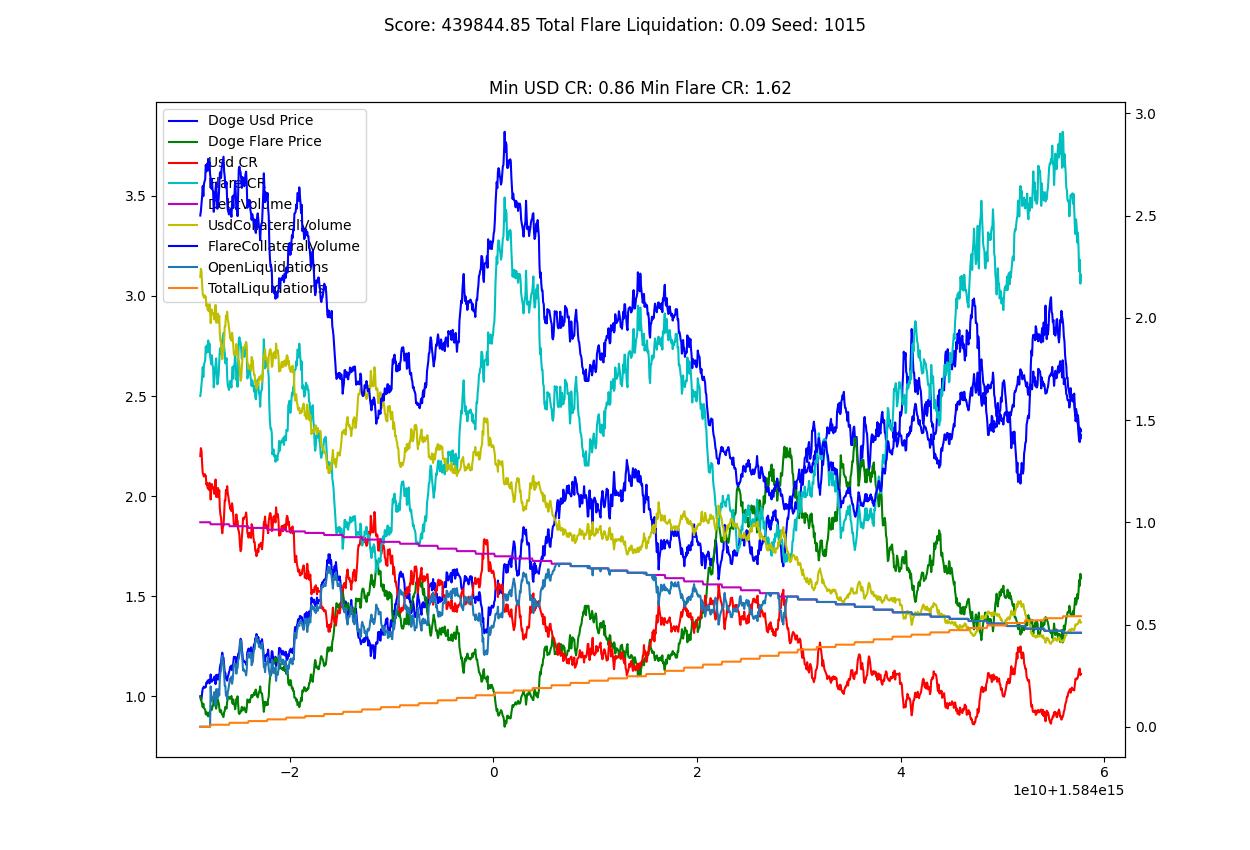 Score: 439844.85 Total Flare Liquidation: 0.09 Seed: 1015
Min USD CR: 0.86 Min Flare CR: 1.62
Doge Usd Price
Doge Flare Price
Usd CR
Flare CR
DebtVolume
UsdCollateralVolume
FlareCollateralVolume
OpenLiquidations
TotalLiquidations
3.5
3.0
2.5
2.0
1.5
1.0
3.0
2.5
2.0
1.5
1.0
0.5
0.0
−2
0
2
4
6
1e10+1.584e15